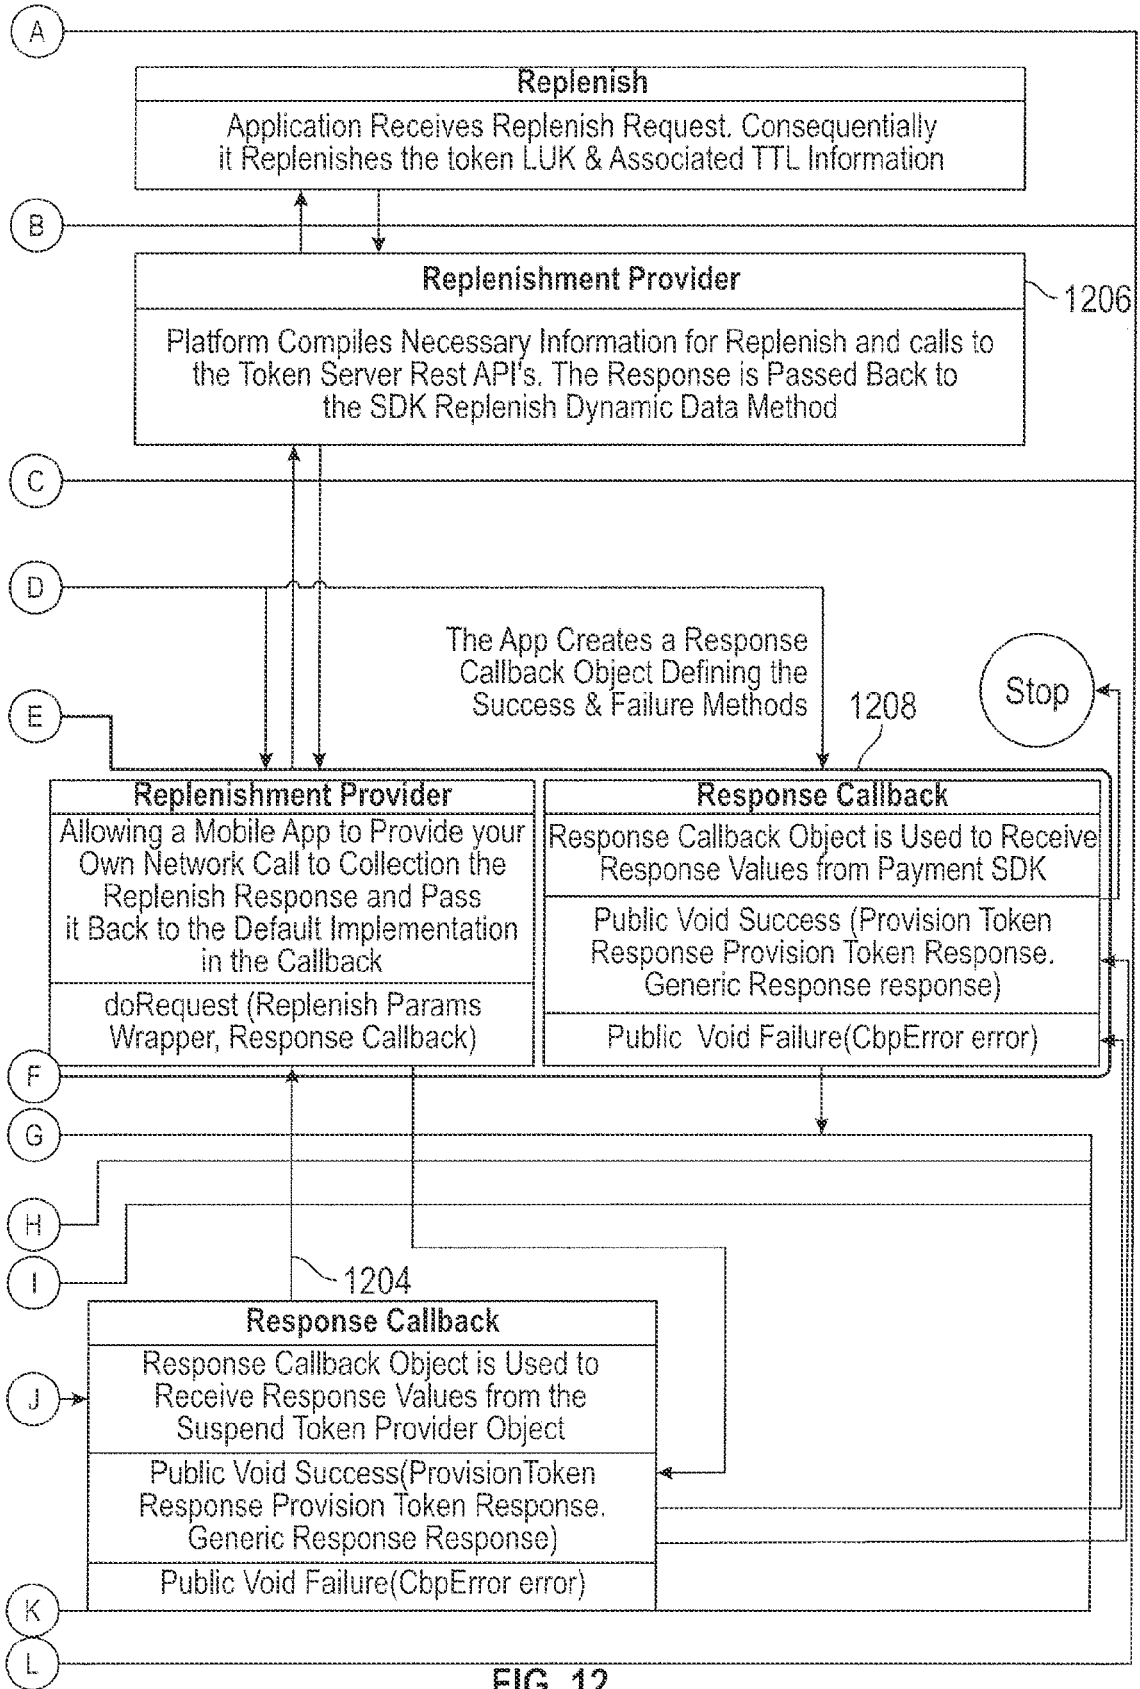 A
Replenish
Application Receives Replenish Request. Consequentially
it Replenishes the token LUK & Associated TTL Information
B
Replenishment Provider
1206
Platform Compiles Necessary Information for Replenish and calls to
the Token Server Rest API's. The Response is Passed Back to
the SDK Replenish Dynamic Data Method
C
D
The App Creates a Response
Callback Object Defining the
Success & Failure Methods
Stop
E
1208
Replenishment Provider
Allowing a Mobile App to Provide your
Own Network Call to Collection the
Replenish Response and Pass
it Back to the Default Implementation
in the Callback
doRequest (Replenish Params
Wrapper, Response Callback)
Response Callback
Response Callback Object is Used to Receive
Response Values from Payment SDK
Public Void Success (Provision Token
Response Provision Token Response.
Generic Response response)
Public Void Failure(CbpError error)
F
G
H
I
1204
Response Callback
J
Response Callback Object is Used to
Receive Response Values from the
Suspend Token Provider Object
Public Void Success(ProvisionToken
Response Provision Token Response.
Generic Response Response)
Public Void Failure(CbpError error)
K
L
FIG. 12